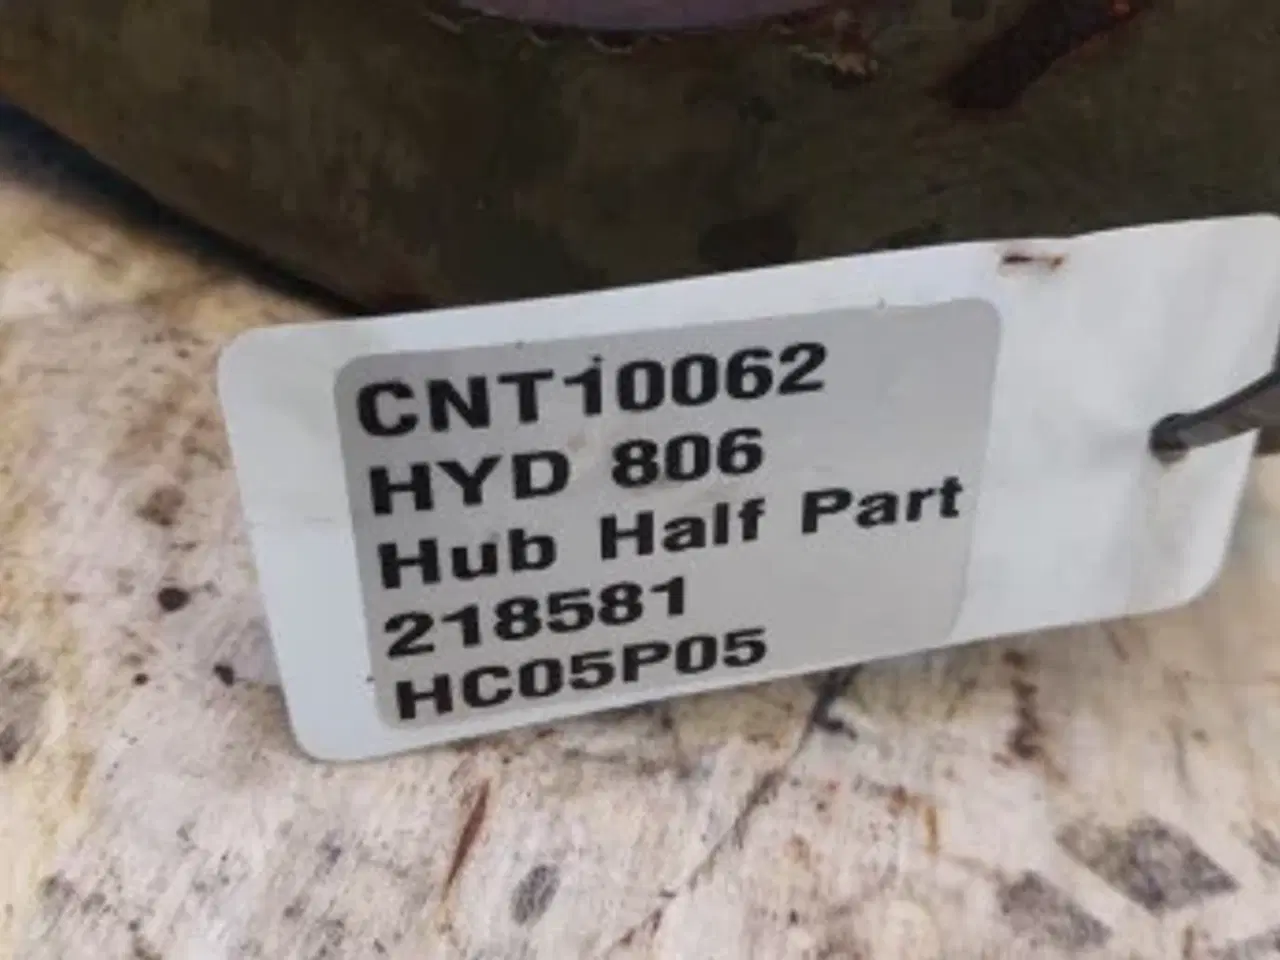 CNT10062
HYD 806
Hub Half Part
218581
HC05P05